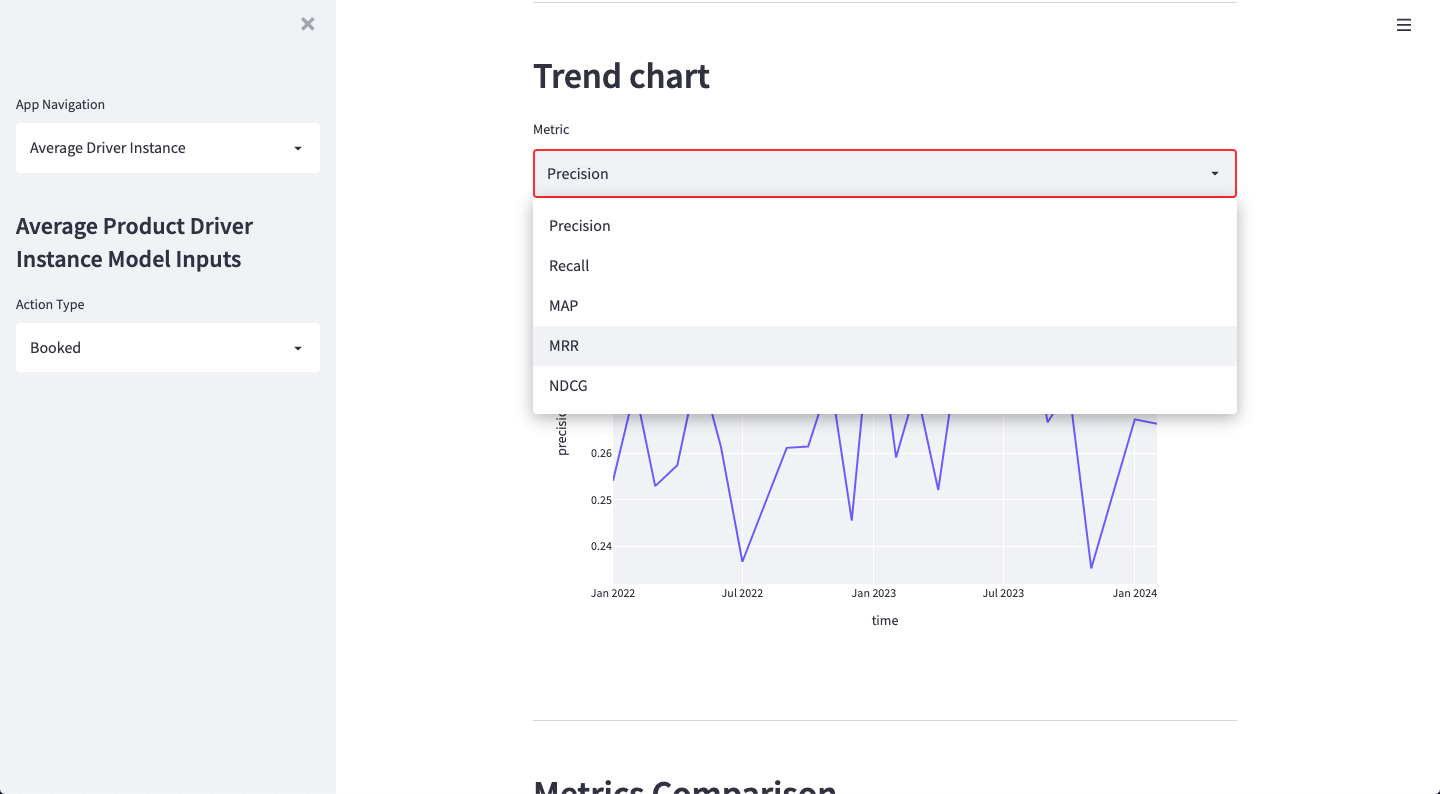 App Navigation
Average Driver Instance
Average Product Driver
Instance Model Inputs
Action Type
Booked
Trend chart
Metric
Precision
Precision
Recall
MAP
MRR
NDCG
0.26
0.25
0.24
Jan 2022
Jul 2022
Jan 2023
Jul 2023
Jan 2024
time
Metrics Comparison